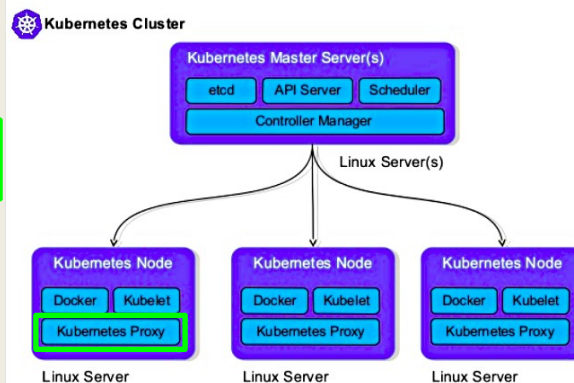 Kubernetes Cluster
Kubernetes Master Server(s)
etcd API Server Scheduler
Controller Manager
Linux Server(s)
Kubernetes Node Kubernetes Node Kubernetes Node
Docker Kubelet Docker Kubelet Docker Kubelet
Kubernetes Proxy Kubernetes Proxy Kubernetes Proxy
Linux Server Linux Server Linux Server